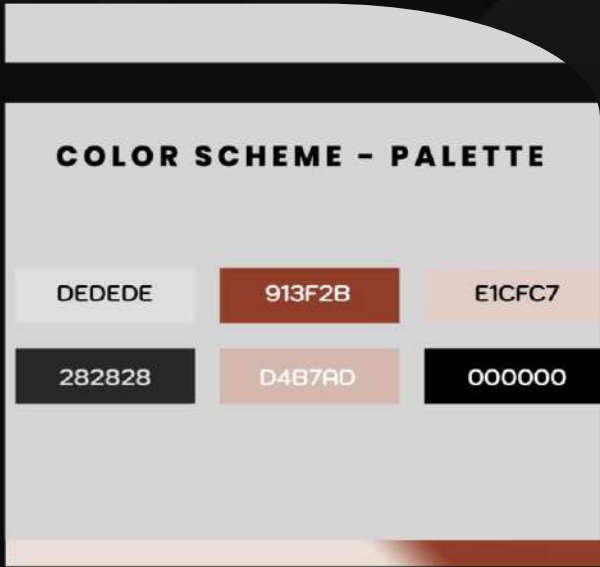 COLOR SCHEME - PALETTE
DEDEDE 913F2B E1CFC7
282828 D4B7AD 000000